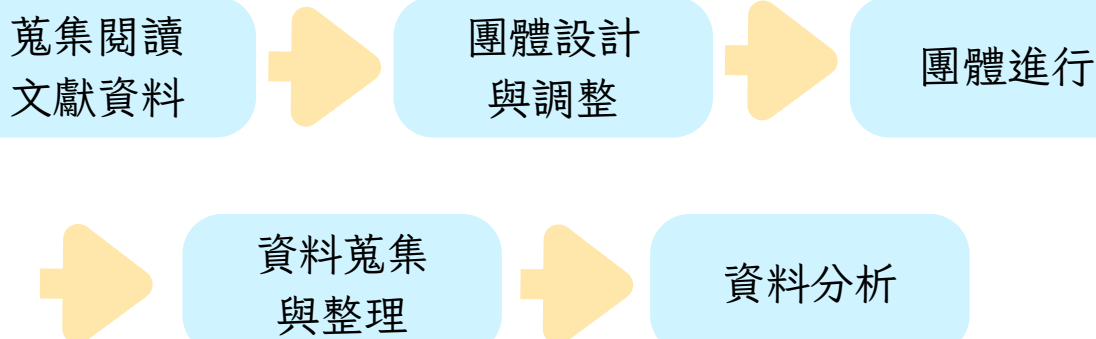 蒐集閱讀
文獻資料
團體設計
與調整
團體進行
資料蒐集
與整理
資料分析